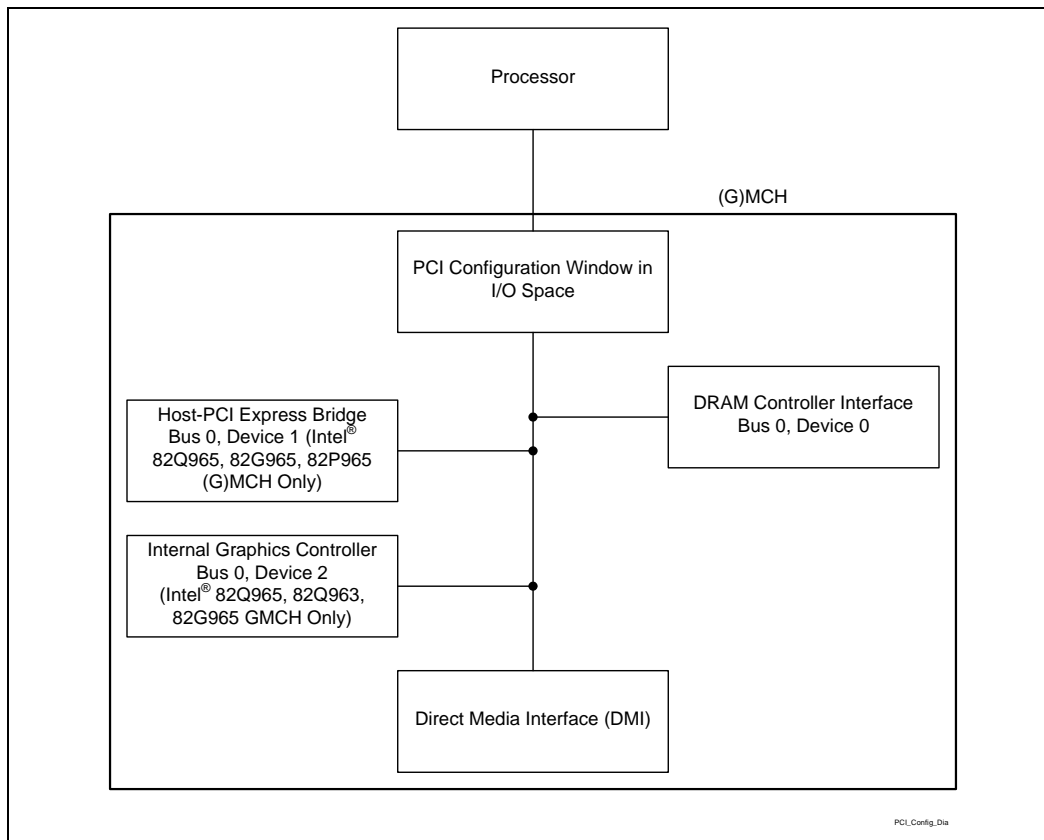 Processor
(G)MCH
PCI Configuration Window in
I/O Space
DRAM Controller Interface
Bus 0, Device 0
Host-PCI Express Bridge
Bus 0, Device 1 (Intel®
82Q965, 82G965, 82P965
(G)MCH Only)
Internal Graphics Controller
Bus 0, Device 2
(Intel® 82Q965, 82Q963,
82G965 GMCH Only)
Direct Media Interface (DMI)
PCI_Config_Dia